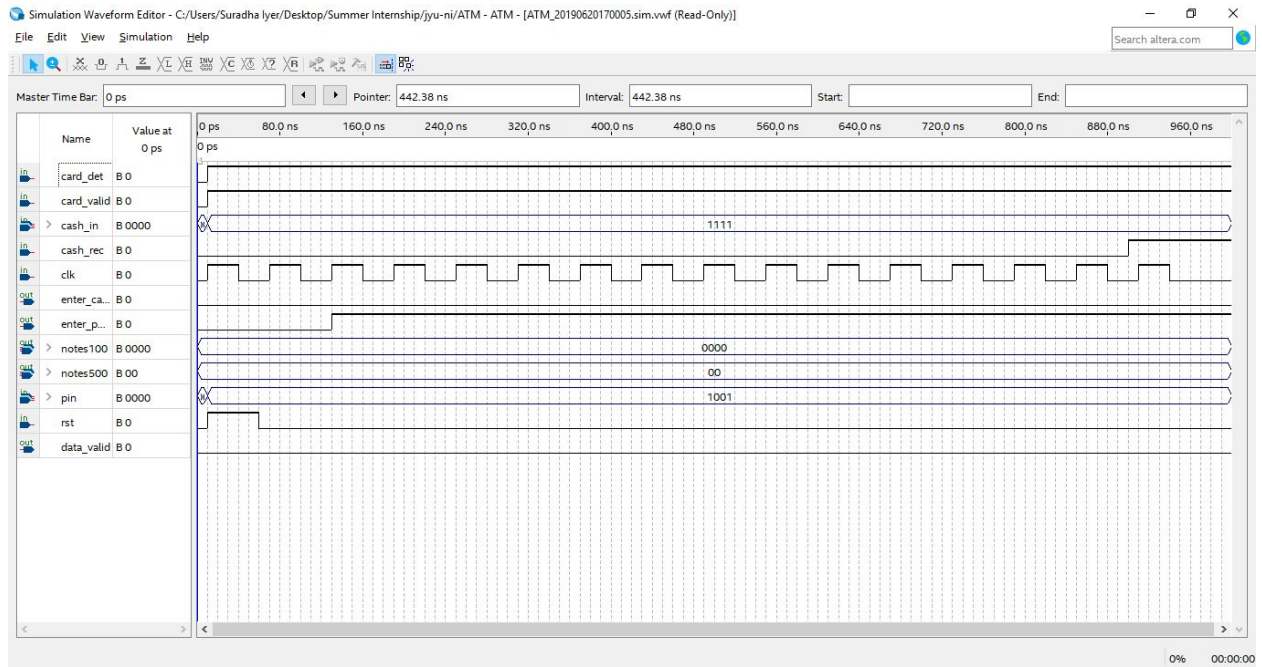 Simulation Waveform Editor - C:/Users/Suradha Iyer/Desktop/Summer Internship/jyu-ni/ATM - ATM - [ATM_20190620170005.sim.vwf (Read-Only)]
File Edit View Simulation Help
Search altera.com
Master Time Bar: 0 ps Pointer: 442.38 ns Interval: 442.38 ns Start: End:
Name Value at 0 ps
0 ps 80.0 ns 160.0 ns 240.0 ns 320.0 ns 400.0 ns 480.0 ns 560.0 ns 640.0 ns 720.0 ns 800.0 ns 880.0 ns 960.0 ns
0 ps
in card_det B 0
in card_valid B 0
in > cash_in B 0000 1111
in cash_rec B 0
in clk B 0
out enter_ca... B 0
out enter_p... B 0
out > notes100 B 0000 0000
out > notes500 B 00 00
in > pin B 0000 1001
in rst B 0
out data_valid B 0
0% 00:00:00